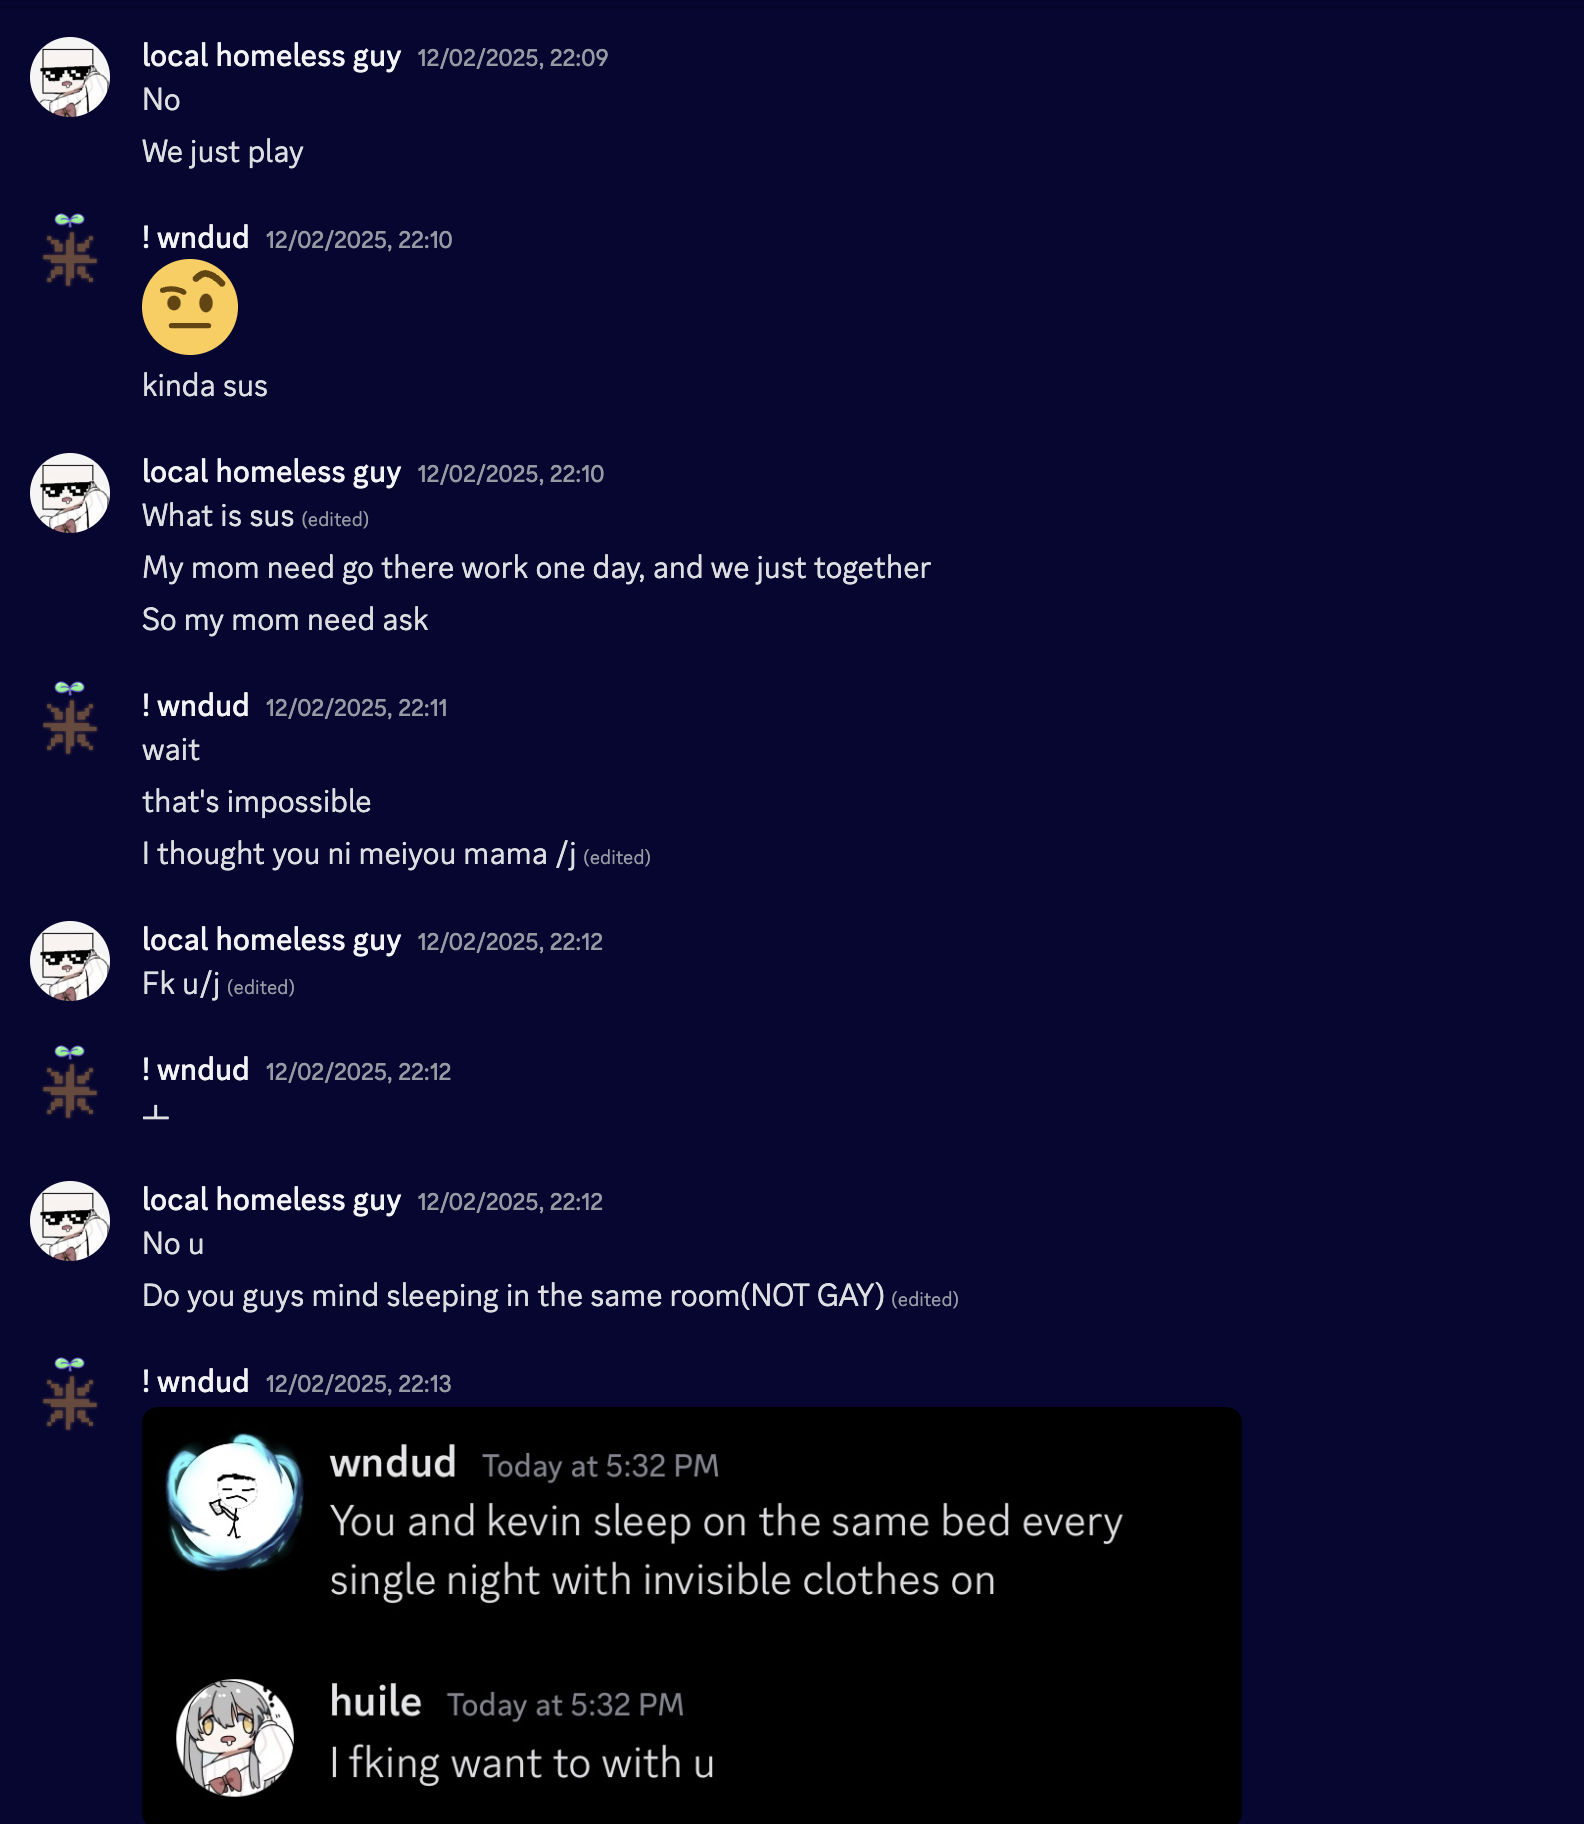 local homeless guy 12/02/2025, 22:09
No
We just play
! wndud 12/02/2025, 22:10
🤨
kinda sus
local homeless guy 12/02/2025, 22:10
What is sus (edited)
My mom need go there work one day, and we just together
So my mom need ask
! wndud 12/02/2025, 22:11
wait
that's impossible
I thought you ni meiyou mama /j (edited)
local homeless guy 12/02/2025, 22:12
Fk u/j (edited)
! wndud 12/02/2025, 22:12
ㅗ
local homeless guy 12/02/2025, 22:12
No u
Do you guys mind sleeping in the same room(NOT GAY) (edited)
! wndud 12/02/2025, 22:13
wndud Today at 5:32 PM
You and kevin sleep on the same bed every
single night with invisible clothes on
huile Today at 5:32 PM
I fking want to with u